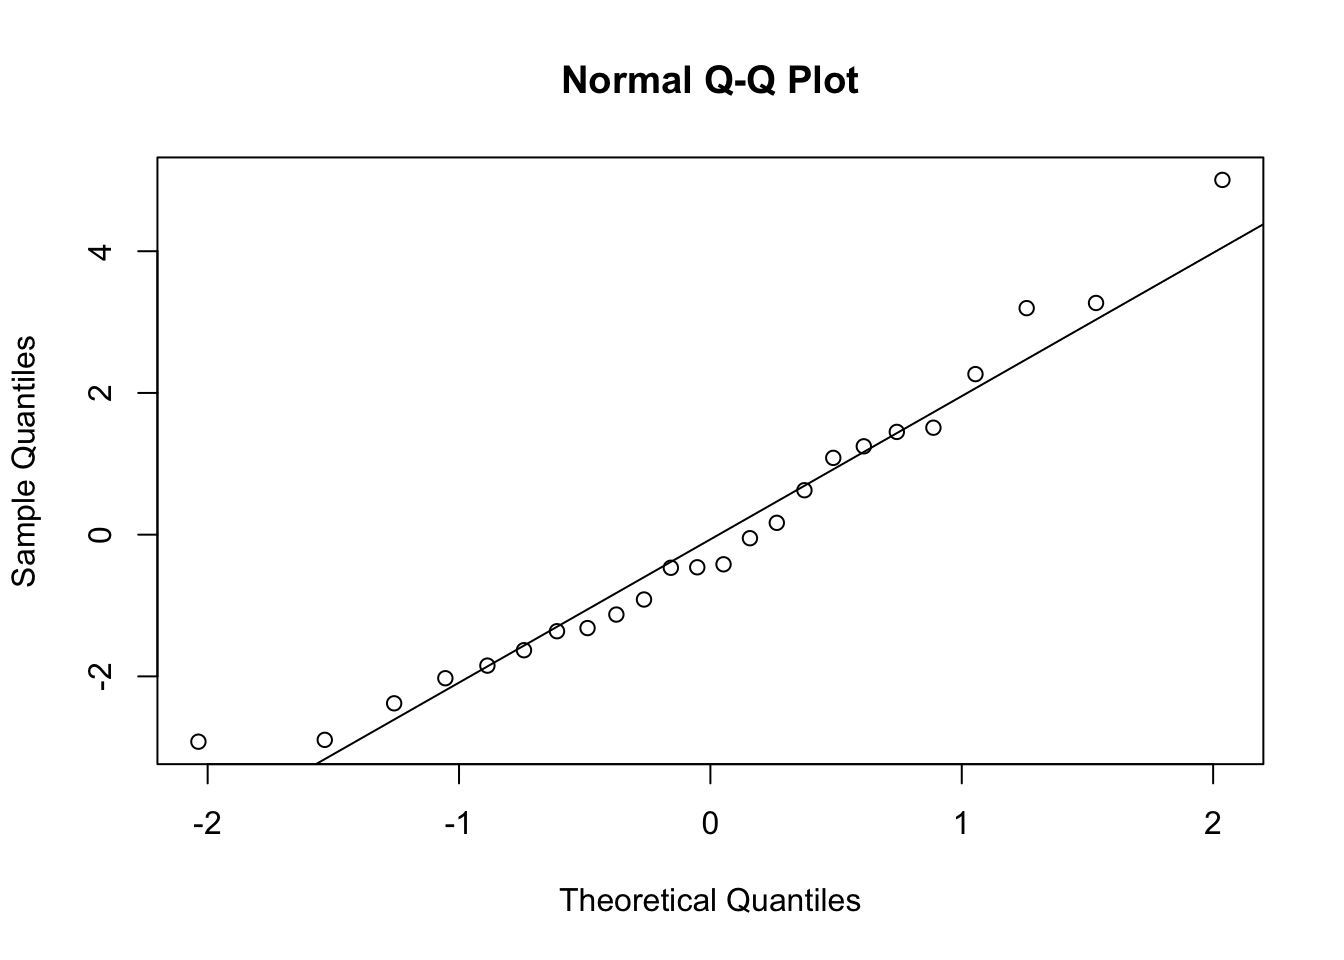 Normal Q-Q Plot
Sample Quantiles
4
2
0
-2
-2 -1 0 1 2
Theoretical Quantiles